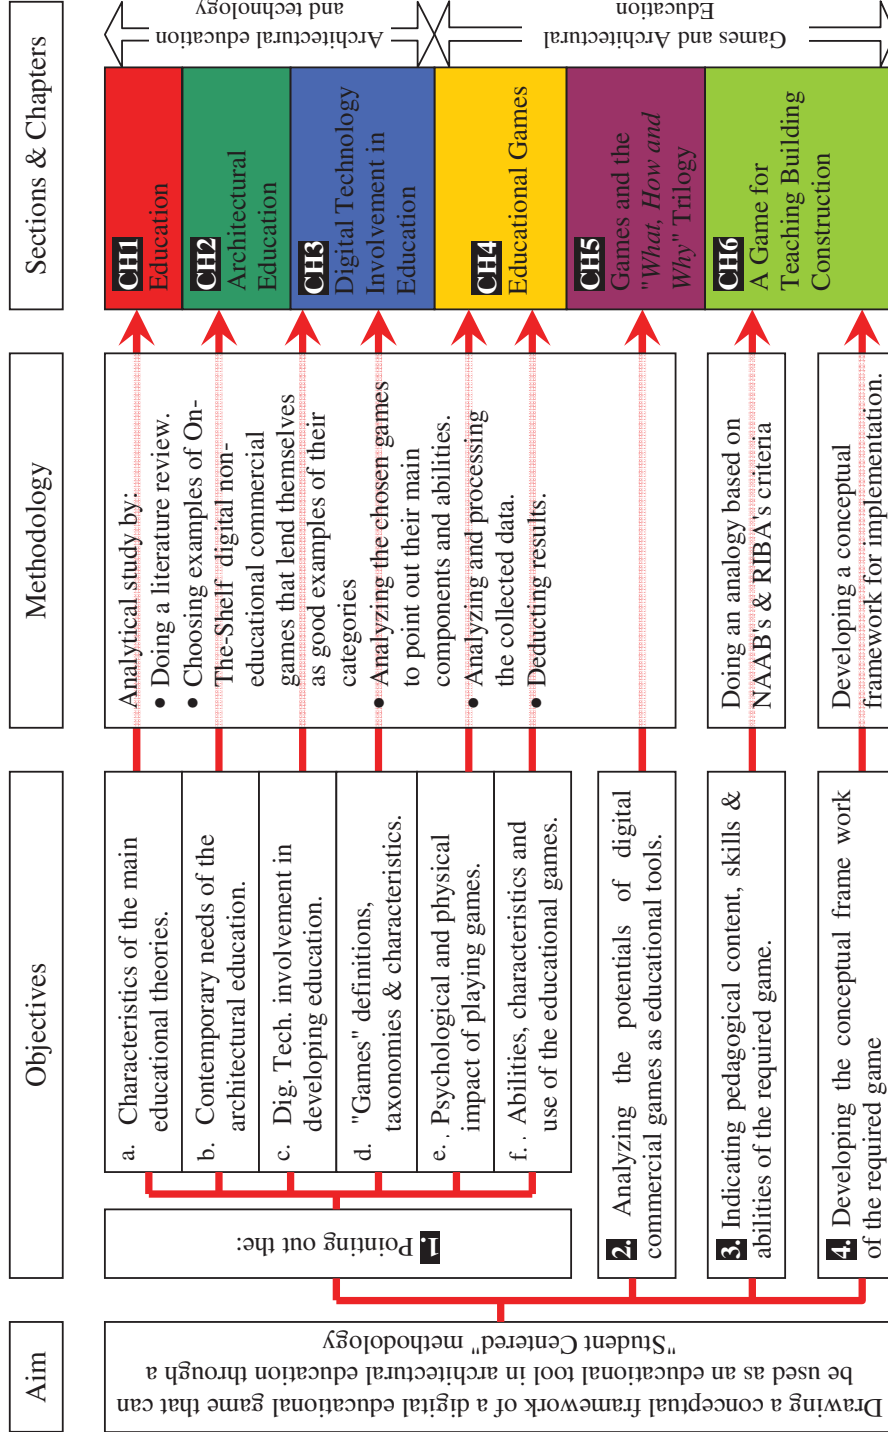 Aim
Objectives
Methodology
Sections & Chapters
Drawing a conceptual framework of a digital educational game that can
be used as an educational tool in architectural education through a
"Student Centered" methodology
1. Pointing out the:
a. Characteristics of the main
educational theories.
b. Contemporary needs of the
architectural education.
c. Dig. Tech. involvement in
developing education.
d. "Games" definitions,
taxonomies & characteristics.
e. . Psychological and physical
impact of playing games.
f. . Abilities, characteristics and
use of the educational games.
2. Analyzing the potentials of digital
commercial games as educational tools.
3. Indicating pedagogical content, skills &
abilities of the required game.
4. Developing the conceptual frame work
of the required game
Analytical study by:
• Doing a literature review.
• Choosing examples of On-
The-Shelf digital non-
educational commercial
games that lend themselves
as good examples of their
categories
• Analyzing the chosen games
to point out their main
components and abilities.
• Analyzing and processing
the collected data.
• Deducting results.
Doing an analogy based on
NAAB's & RIBA's criteria
Developing a conceptual
framework for implementation.
CH1
Education
CH2
Architectural
Education
CH3
Digital Technology
Involvement in
Education
CH4
Educational Games
CH5
Games and the
"What, How and
Why" Trilogy
CH6
A Game for
Teaching Building
Construction
Architectural education
and technology
Games and Architectural
Education